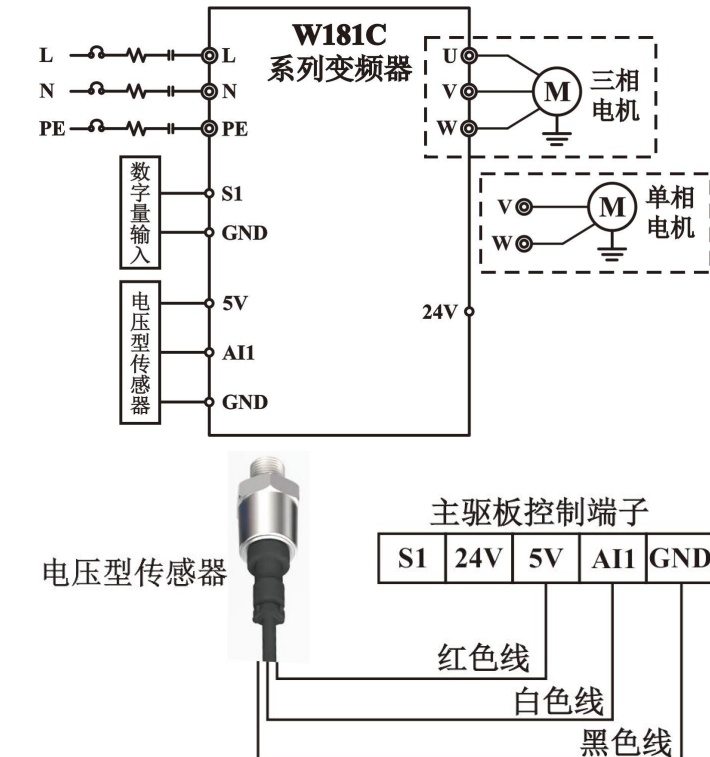 W181C
系列变频器
L
L
N
N
PE
PE
U
V
W
M
三相
电机
数字量输入
S1
GND
V
W
M
单相
电机
电压型传感器
5V
AI1
GND
24V
主驱板控制端子
S1 24V 5V AI1 GND
电压型传感器
红色线
白色线
黑色线